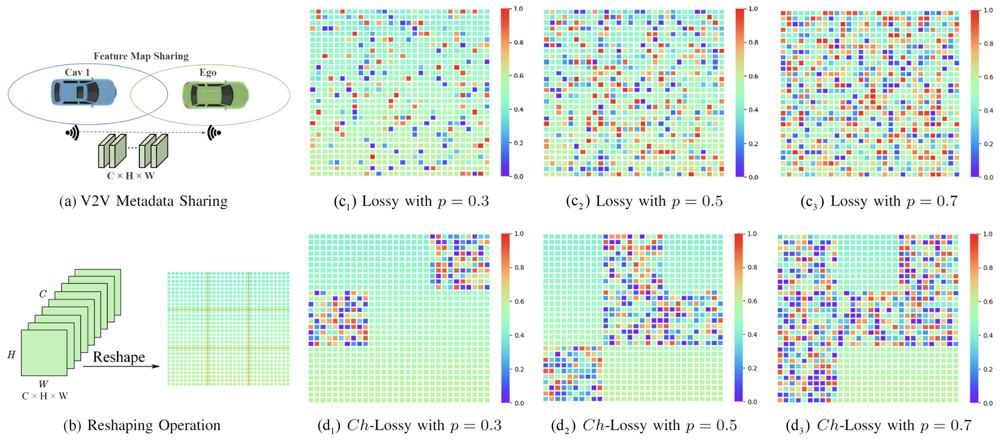 Feature Map Sharing
Cav 1
Ego
C × H × W
(a) V2V Metadata Sharing
1.0
0.8
0.6
0.4
0.2
0.0
(c₁) Lossy with p = 0.3
1.0
0.8
0.6
0.4
0.2
0.0
(c₂) Lossy with p = 0.5
1.0
0.8
0.6
0.4
0.2
0.0
(c₃) Lossy with p = 0.7
C
H
W
C × H × W
Reshape
(b) Reshaping Operation
1.0
0.8
0.6
0.4
0.2
0.0
(d₁) Ch-Lossy with p = 0.3
1.0
0.8
0.6
0.4
0.2
0.0
(d₂) Ch-Lossy with p = 0.5
1.0
0.8
0.6
0.4
0.2
0.0
(d₃) Ch-Lossy with p = 0.7